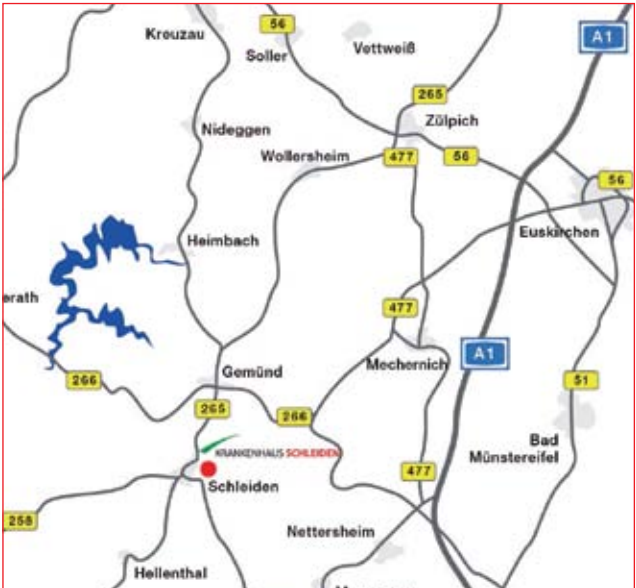 Kreuzau
56
Soller
Vettweiß
A1
265
Zülpich
Nideggen
Wollersheim
477
56
56
Heimbach
Euskirchen
477
Mechernich
A1
266
Gemünd
265
266
51
KRANKENHAUS SCHLEIDEN
Bad
Münstereifel
477
Schleiden
258
Nettersheim
Hellenthal